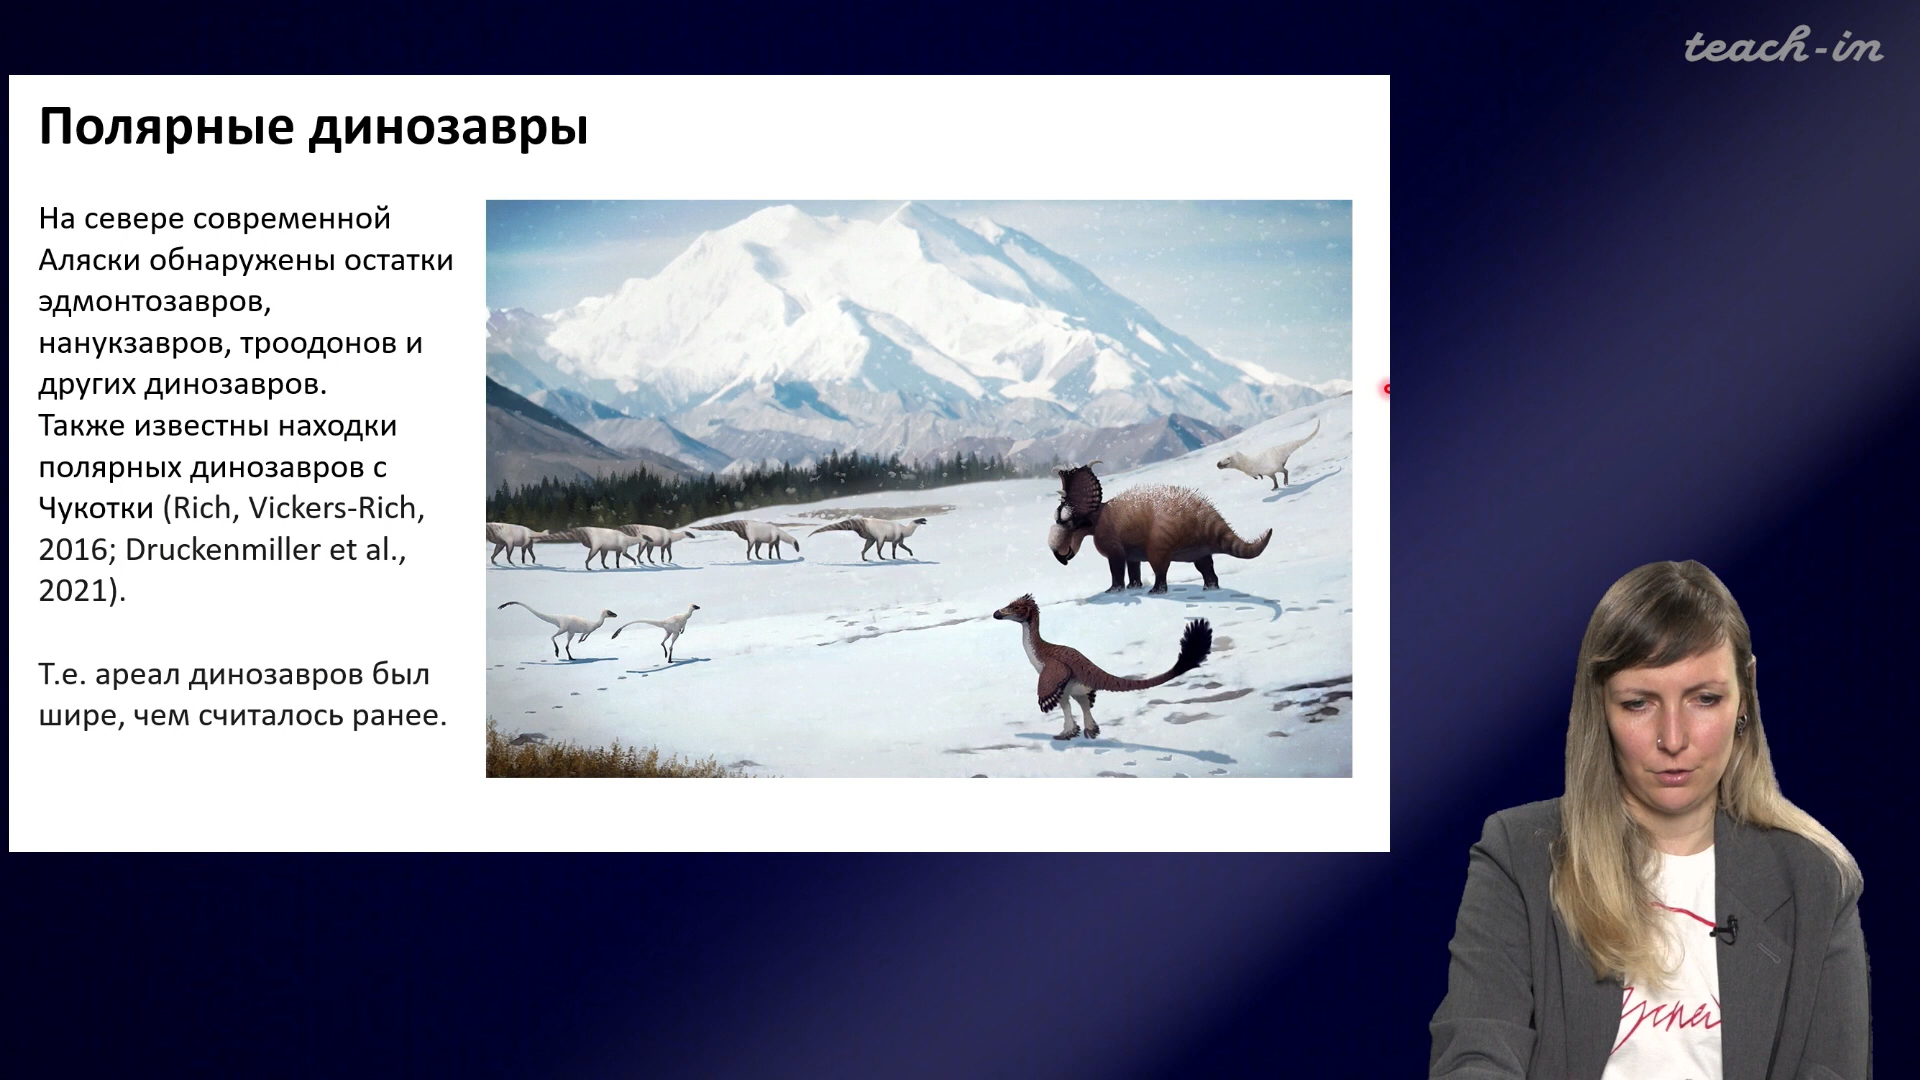 teach-in
Полярные динозавры
На севере современной
Аляски обнаружены остатки
эдмонтозавров,
нанукзавров, троодонов и
других динозавров.
Также известны находки
полярных динозавров с
Чукотки (Rich, Vickers-Rich,
2016; Druckenmiller et al.,
2021).
Т.е. ареал динозавров был
шире, чем считалось ранее.